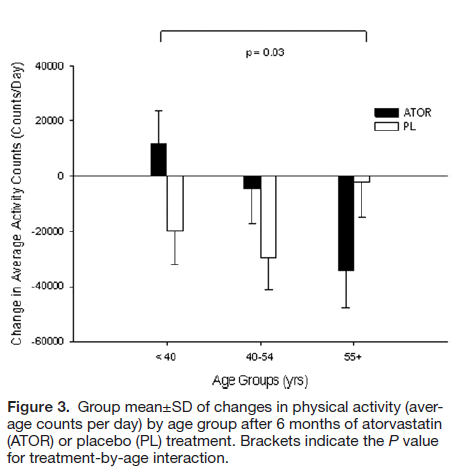 p = 0.03
40000
20000
0
-20000
-40000
-60000
Change in Average Activity Counts (Counts/Day)
ATOR
PL
< 40
40-54
55+
Age Groups (yrs)
Figure 3. Group mean±SD of changes in physical activity (aver-
age counts per day) by age group after 6 months of atorvastatin
(ATOR) or placebo (PL) treatment. Brackets indicate the P value
for treatment-by-age interaction.